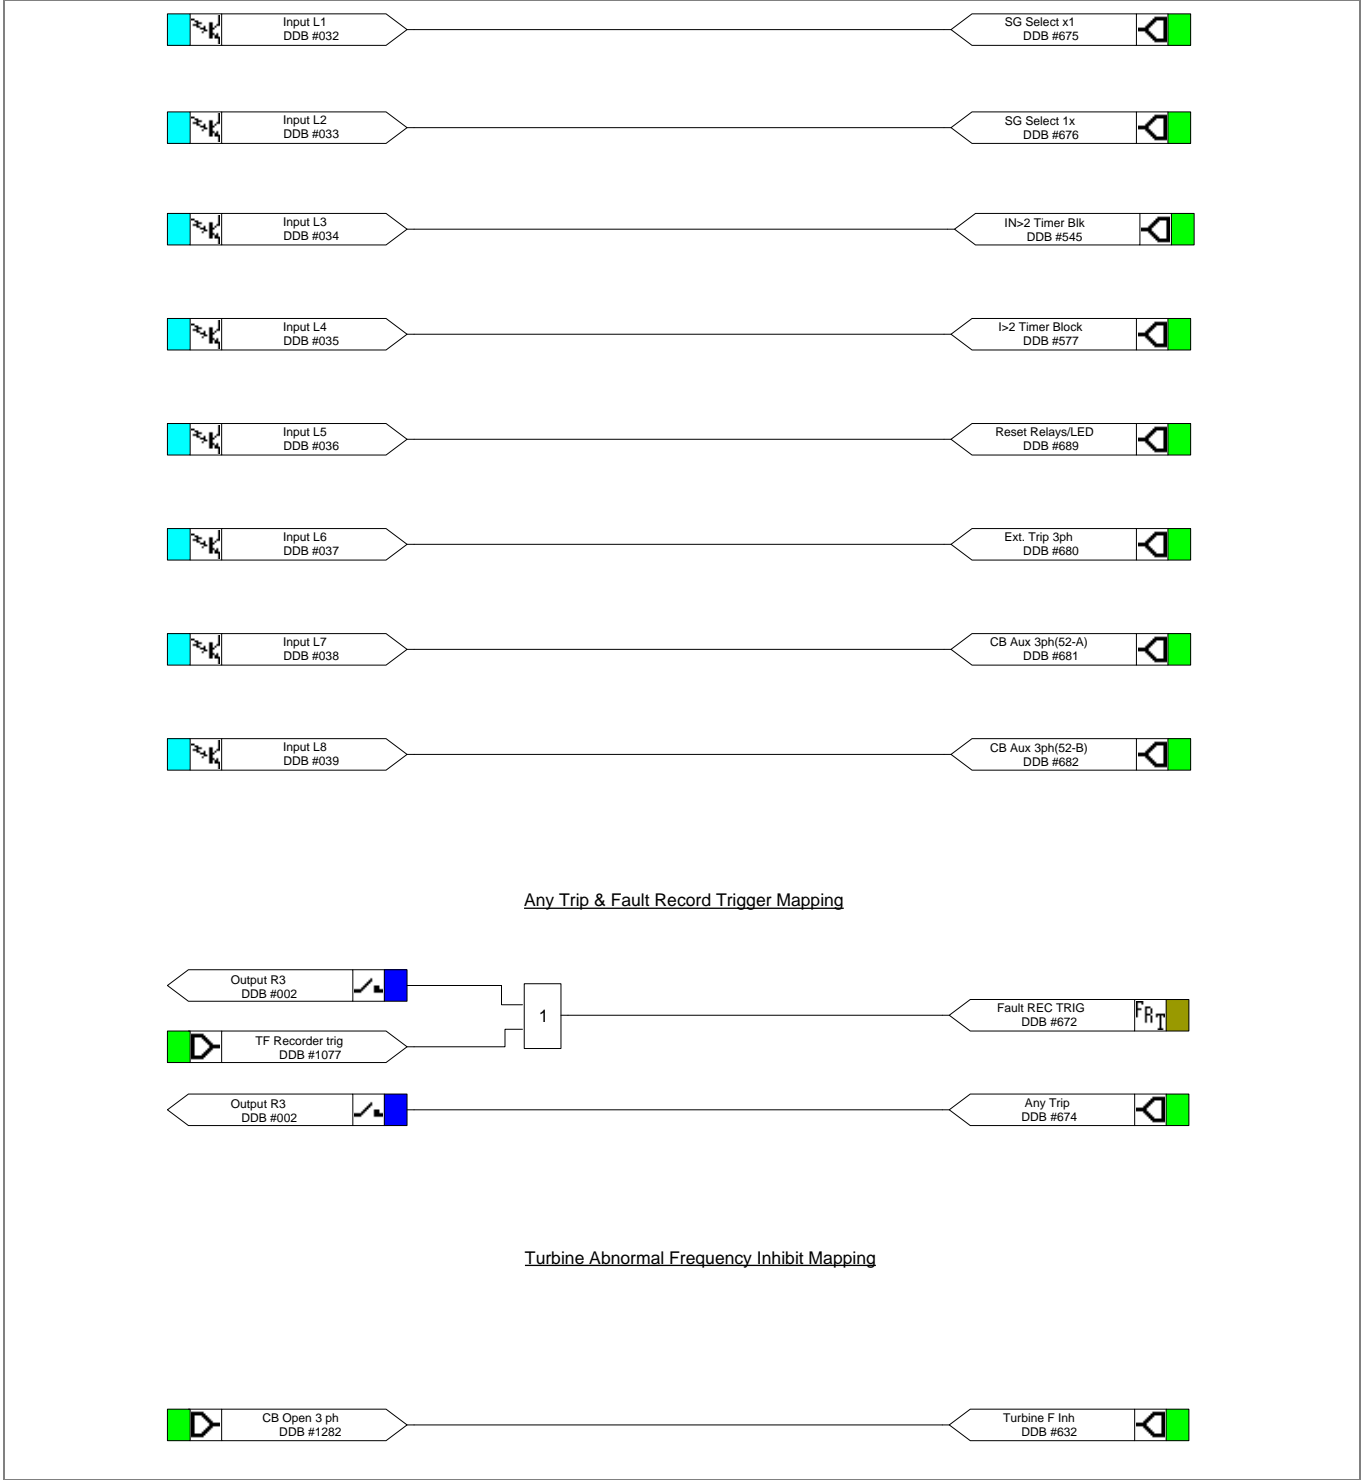 Input L1
DDB #032
SG Select x1
DDB #675
Input L2
DDB #033
SG Select 1x
DDB #676
Input L3
DDB #034
IN>2 Timer Blk
DDB #545
Input L4
DDB #035
I>2 Timer Block
DDB #577
Input L5
DDB #036
Reset Relays/LED
DDB #689
Input L6
DDB #037
Ext. Trip 3ph
DDB #680
Input L7
DDB #038
CB Aux 3ph(52-A)
DDB #681
Input L8
DDB #039
CB Aux 3ph(52-B)
DDB #682
Any Trip & Fault Record Trigger Mapping
Output R3
DDB #002
TF Recorder trig
DDB #1077
1
Fault REC TRIG
DDB #672
FRT
Output R3
DDB #002
Any Trip
DDB #674
Turbine Abnormal Frequency Inhibit Mapping
CB Open 3 ph
DDB #1282
Turbine F Inh
DDB #632